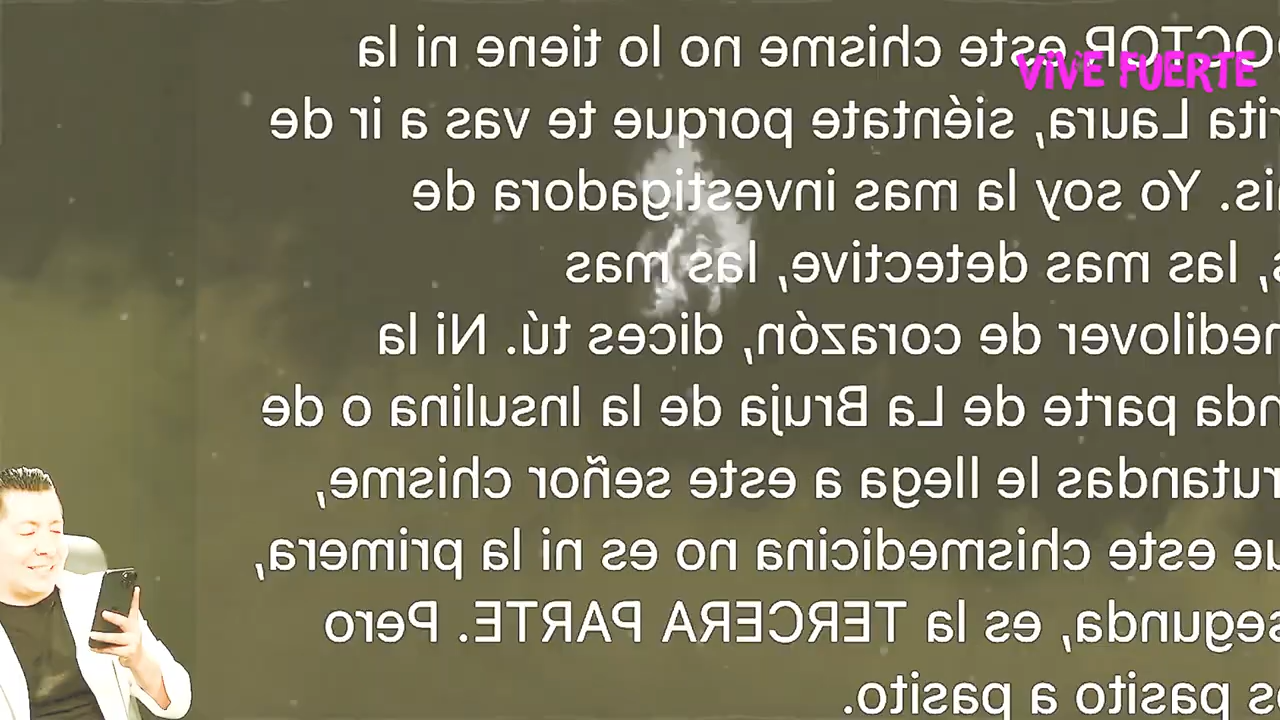 VIVE FUERTE
OCTOR este chisme no lo tiene ni la
rita Laura, siéntate porque te vas a ir de
is. Yo soy la mas investigadora de
s, las mas detective, las mas
edilover de corazón, dices tú. Ni la
nda parte de La Bruja de la Insulina o de
rutandas le llega a este señor chisme,
ue este chismedicina no es ni la primera,
segunda, es la TERCERA PARTE. Pero
os pasito a pasito.